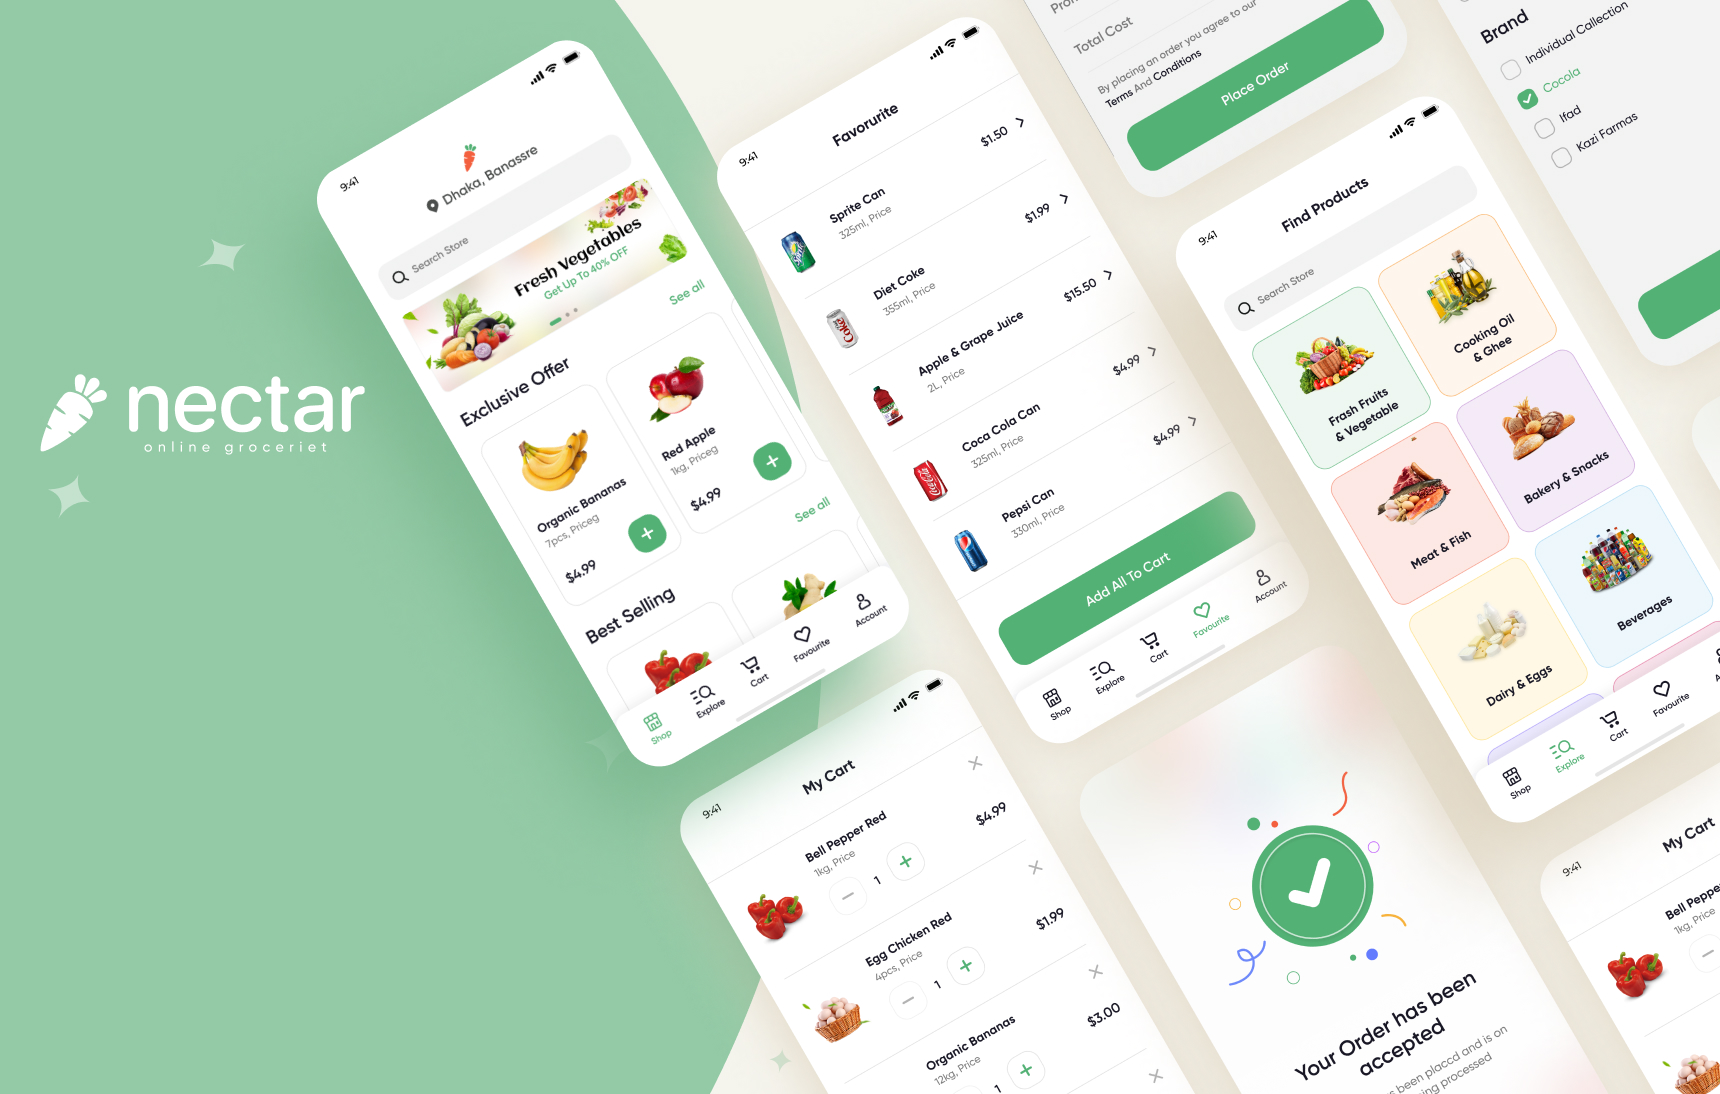 nectar
online groceriet
9:41
Dhaka, Banassre
Search Store
Fresh Vegetables
Get Up To 40% OFF
Exclusive Offer
See all
Organic Bananas
7pcs, Priceg
$4.99
Red Apple
1kg, Priceg
$4.99
Best Selling
See all
Shop
Explore
Cart
Favourite
Account
9:41
Favorurite
Sprite Can
325ml, Price
$1.50
Diet Coke
355ml, Price
$1.99
Apple & Grape Juice
2L, Price
$15.50
Coca Cola Can
325ml, Price
$4.99
Pepsi Can
330ml, Price
$4.99
Add All To Cart
Shop
Explore
Cart
Favourite
Account
Total Cost
By placing an order you agree to our
Terms And Conditions
Place Order
Brand
Individual Callection
Cocola
Ifad
Kazi Farmas
9:41
Find Products
Search Store
Frash Fruits
& Vegetable
Cooking Oil
& Ghee
Meat & Fish
Bakery & Snacks
Dairy & Eggs
Beverages
Shop
Explore
Cart
Favourite
9:41
My Cart
Bell Pepper Red
1kg, Price
1
$4.99
Egg Chicken Red
4pcs, Price
1
$1.99
Organic Bananas
12kg, Price
1
$3.00
Your Order has been
accepted
been placcd and is on
processed
9:41
My Cart
Bell Peppe
1kg, Price